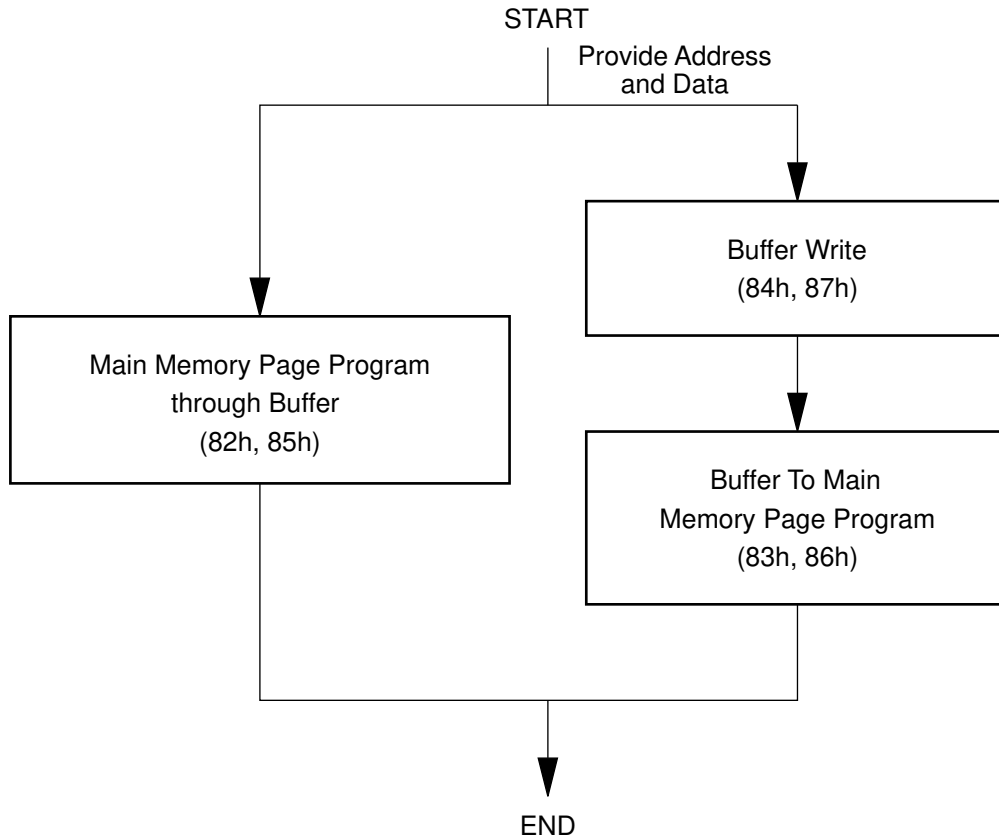 START
Provide Address
and Data
Buffer Write
(84h, 87h)
Main Memory Page Program
through Buffer
(82h, 85h)
Buffer To Main
Memory Page Program
(83h, 86h)
END